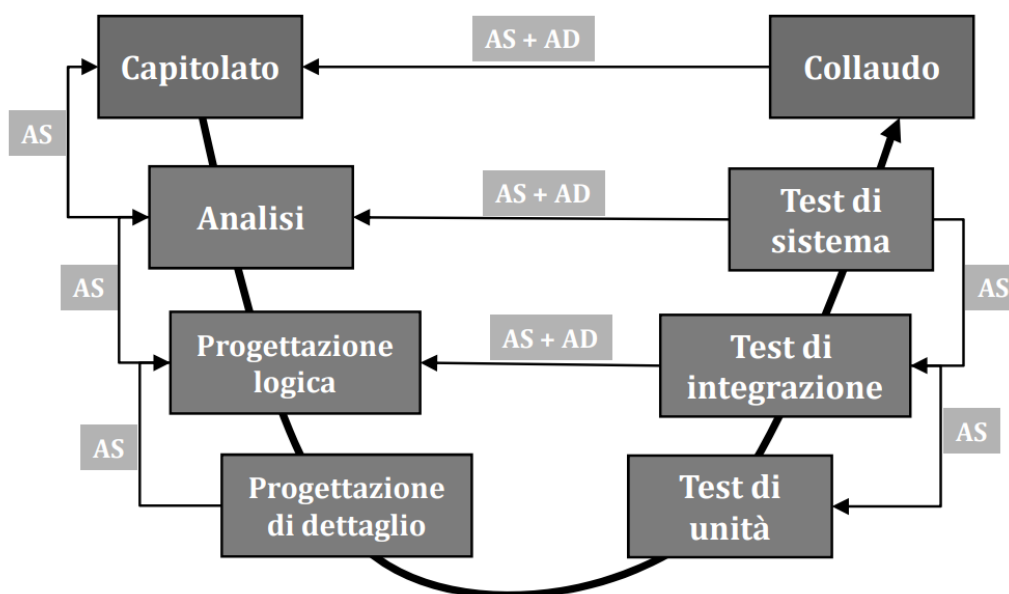 AS + AD
Capitolato
Collaudo
AS
Analisi
AS + AD
Test di
sistema
AS
AS
Progettazione
logica
AS + AD
Test di
integrazione
AS
AS
Progettazione
di dettaglio
Test di
unità